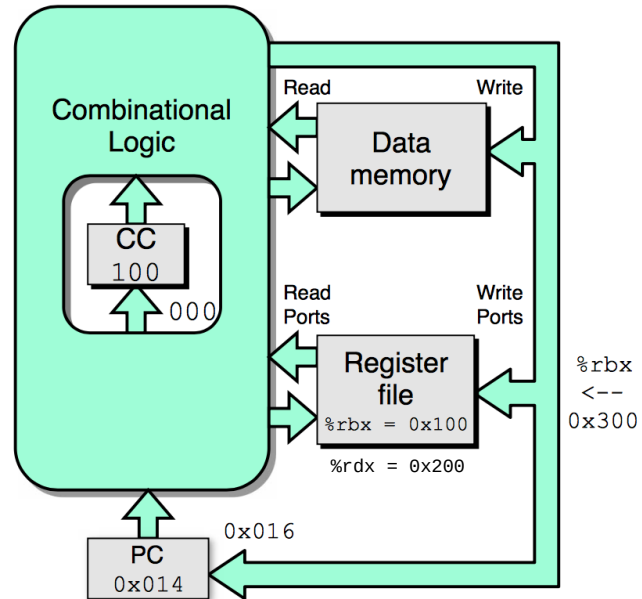 Combinational
Logic
CC
100
000
Read
Write
Data
memory
Read
Ports
Write
Ports
Register
file
%rbx = 0x100
%rdx = 0x200
%rbx
<--
0x300
0x016
PC
0x014